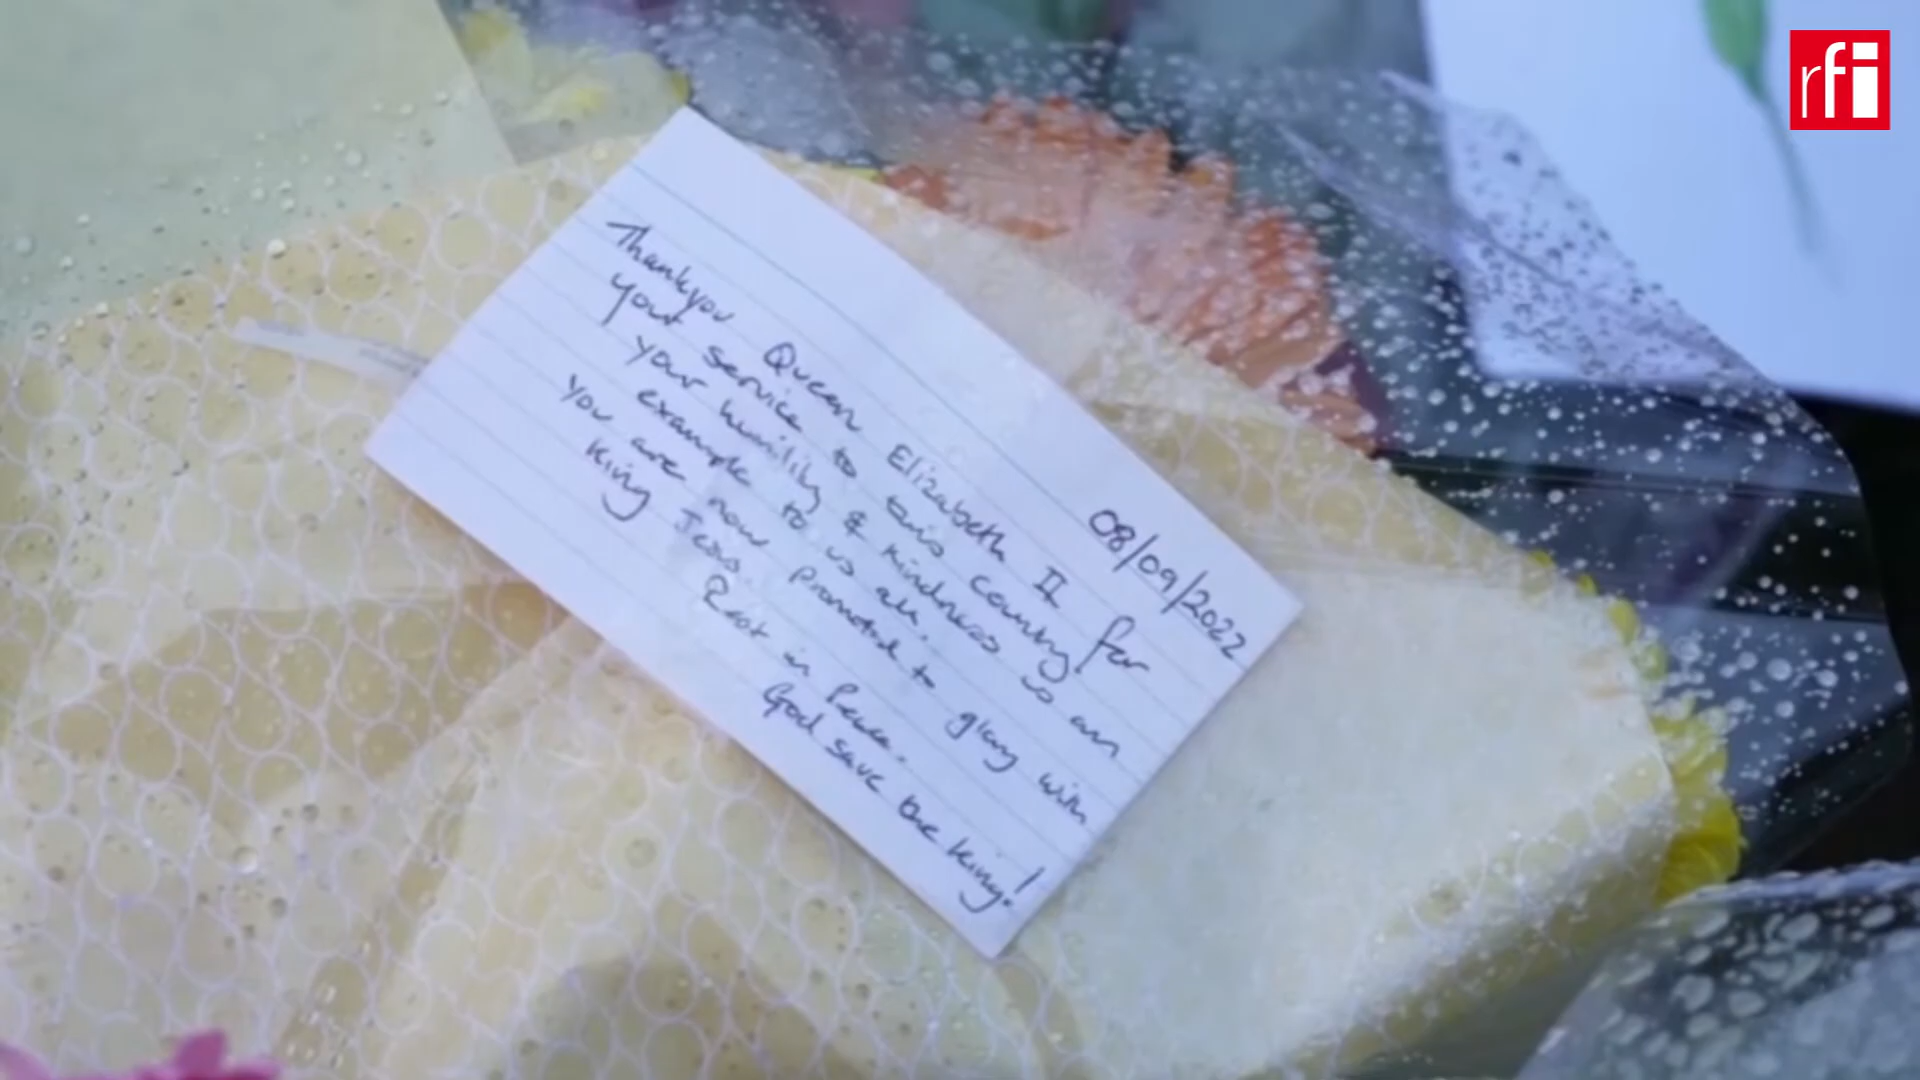 rfi
08/09/2022
Thankyou Queen Elizabeth II for
your service to this country!
your humility & kindness is an
example to us all.
You are now promoted to glory with
King Jesus.
Rest in Peace.
God save the King!